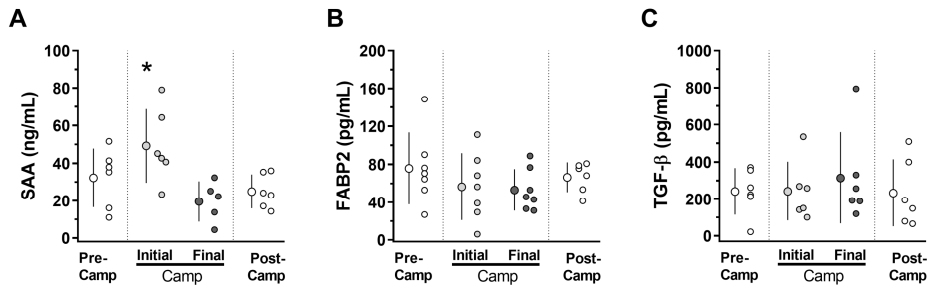 A
SAA (ng/mL)
100
80
60
40
20
0
*
Pre-
Camp
Initial Final
Camp
Post-
Camp
B
FABP2 (pg/mL)
200
160
120
80
40
0
Pre-
Camp
Initial Final
Camp
Post-
Camp
C
TGF-β (pg/mL)
1000
800
600
400
200
0
Pre-
Camp
Initial Final
Camp
Post-
Camp